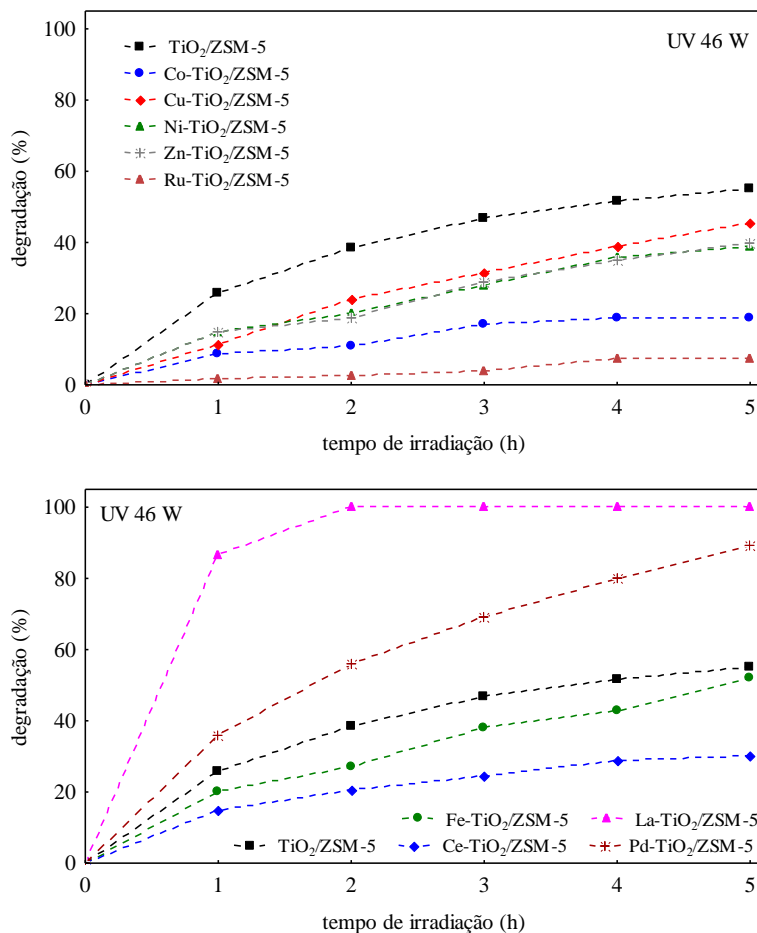 UV 46 W
TiO₂/ZSM-5
Co-TiO₂/ZSM-5
Cu-TiO₂/ZSM-5
Ni-TiO₂/ZSM-5
Zn-TiO₂/ZSM-5
Ru-TiO₂/ZSM-5
100
80
60
40
20
0
degradação (%)
0 1 2 3 4 5
tempo de irradiação (h)
UV 46 W
100
80
60
40
20
0
degradação (%)
Fe-TiO₂/ZSM-5 La-TiO₂/ZSM-5
TiO₂/ZSM-5 Ce-TiO₂/ZSM-5 Pd-TiO₂/ZSM-5
0 1 2 3 4 5
tempo de irradiação (h)